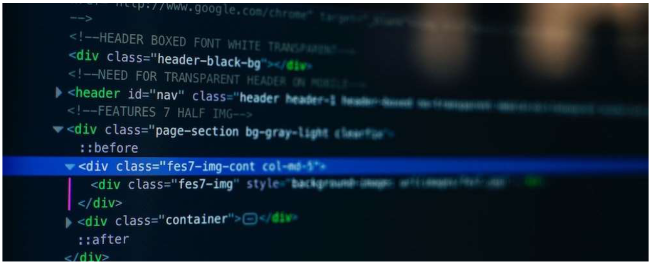 http://www.google.com/chrome" target="_blank"
-->
<!--HEADER BOXED FONT WHITE TRANSPARENT-->
<div class="header-black-bg"></div>
<!--NEED FOR TRANSPARENT HEADER ON MOBILE-->
<header id="nav" class="header header-1 header-boxed
<!--FEATURES 7 HALF IMG-->
<div class="page-section bg-gray-light clearfix">
::before
<div class="fes7-img-cont col-md-5">
<div class="fes7-img" style="background-image:
</div>
<div class="container">…</div>
::after
</div>